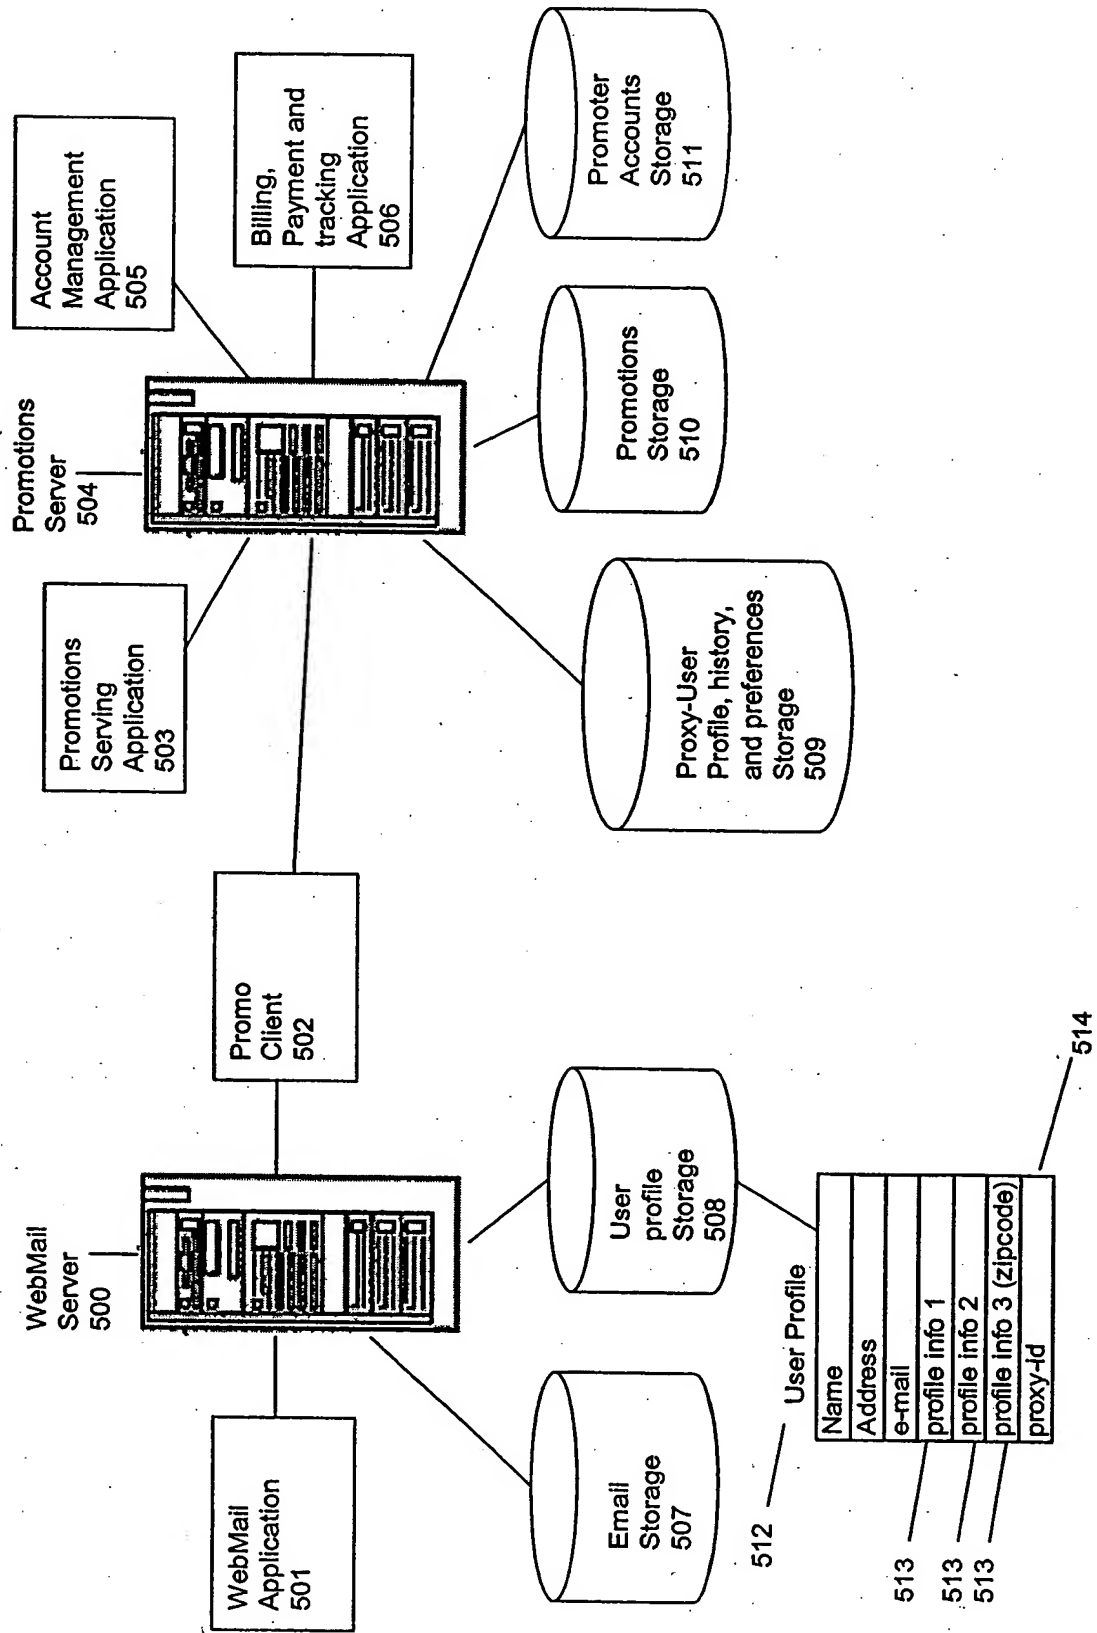 WebMail
Server
500
Promotions
Server
504
WebMail
Application
501
Promo
Client
502
Promotions
Serving
Application
503
Account
Management
Application
505
Billing,
Payment and
tracking
Application
506
Email
Storage
507
User
profile
Storage
508
Proxy-User
Profile, history,
and preferences
Storage
509
Promotions
Storage
510
Promoter
Accounts
Storage
511
512
User Profile
Name
Address
e-mail
profile info 1
profile info 2
profile info 3 (zipcode)
proxy-id
513
513
513
514